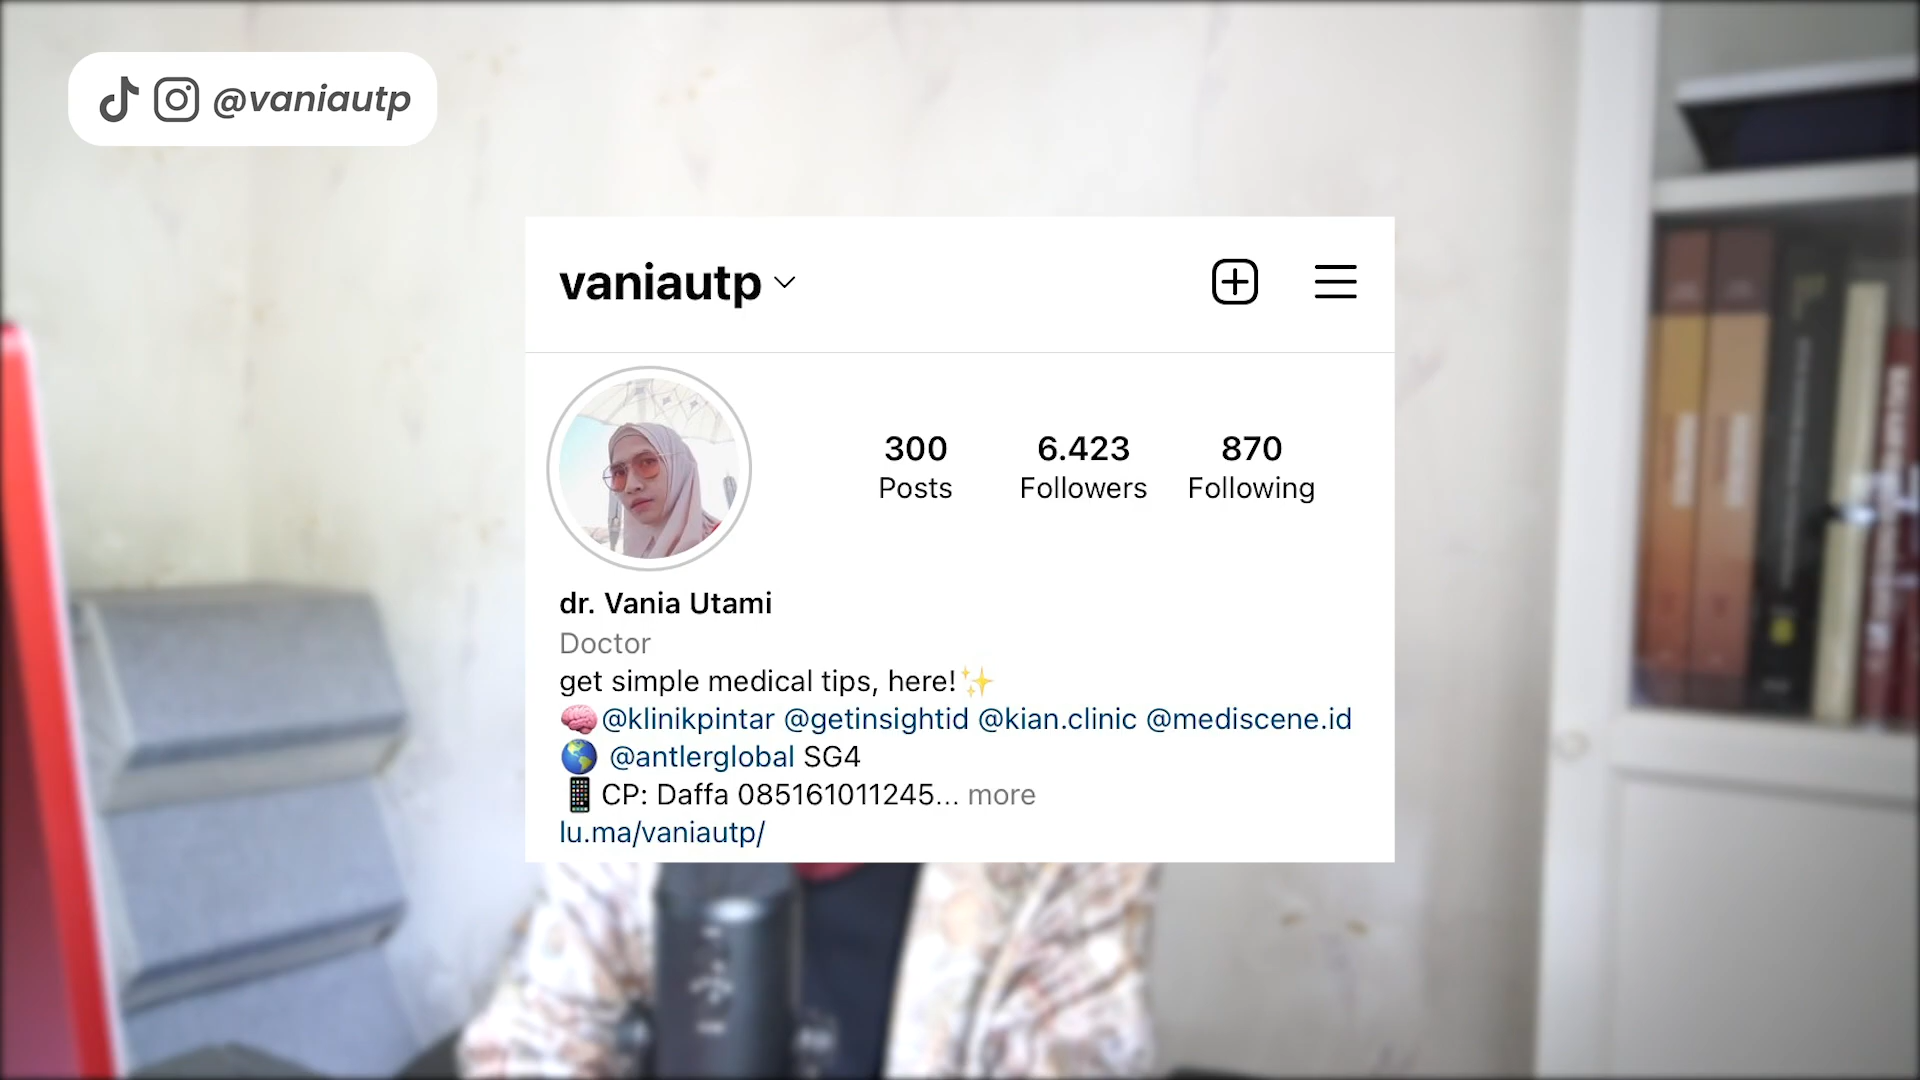 @vaniautp
vaniautp
300 6.423 870
Posts Followers Following
dr. Vania Utami
Doctor
get simple medical tips, here!✨
🧠@klinikpintar @getinsightid @kian.clinic @mediscene.id
🌎 @antlerglobal SG4
📱CP: Daffa 085161011245... more
lu.ma/vaniautp/